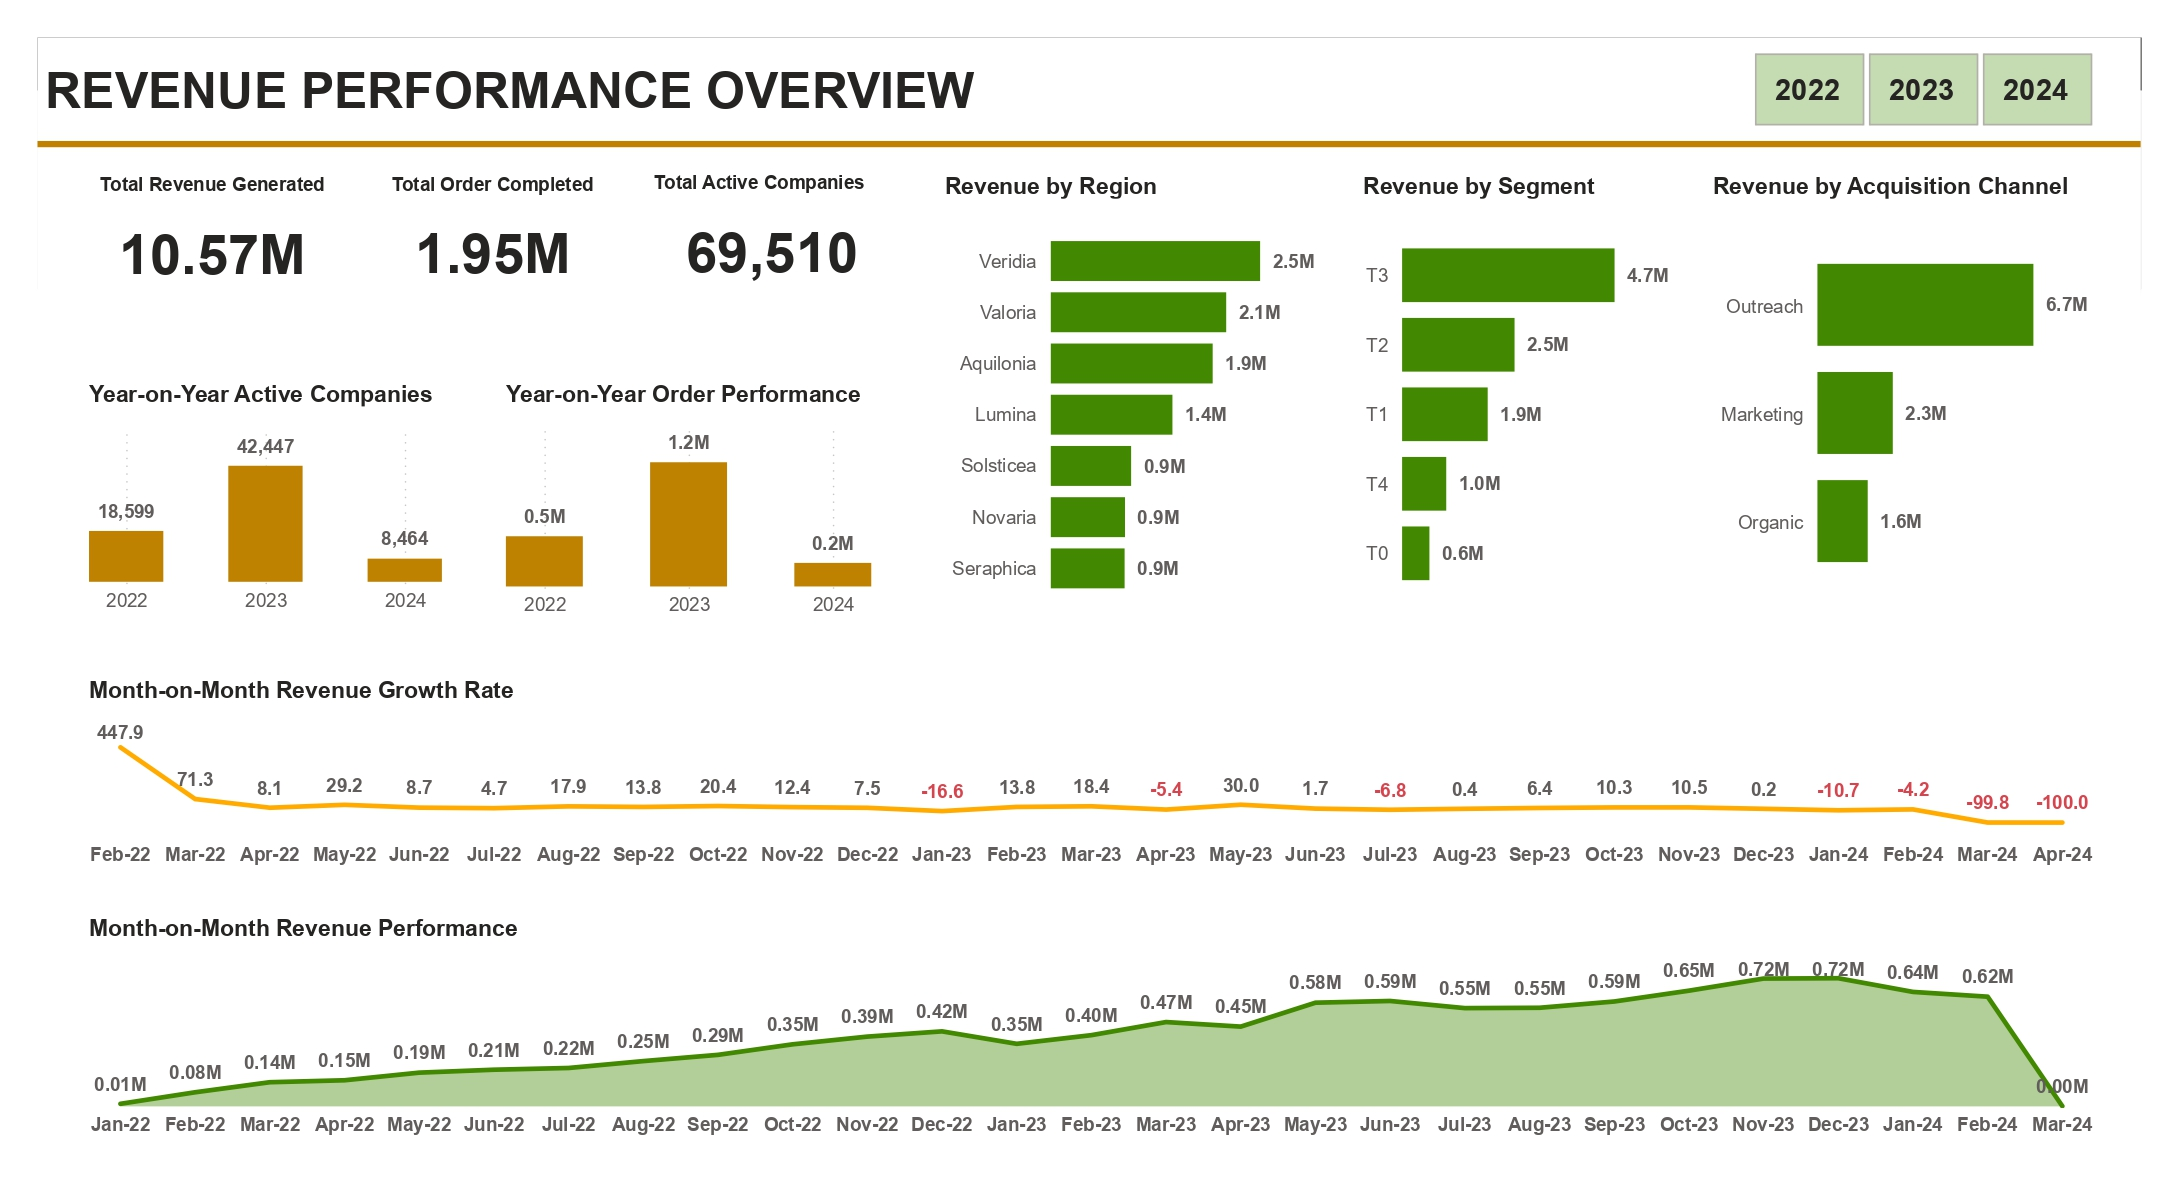 REVENUE PERFORMANCE OVERVIEW
2022 2023 2024
Total Revenue Generated
10.57M
Total Order Completed
1.95M
Total Active Companies
69,510
Year-on-Year Active Companies
18,599 42,447 8,464
2022 2023 2024
Year-on-Year Order Performance
0.5M 1.2M 0.2M
2022 2023 2024
Revenue by Region
Veridia 2.5M
Valoria 2.1M
Aquilonia 1.9M
Lumina 1.4M
Solsticea 0.9M
Novaria 0.9M
Seraphica 0.9M
Revenue by Segment
T3 4.7M
T2 2.5M
T1 1.9M
T4 1.0M
T0 0.6M
Revenue by Acquisition Channel
Outreach 6.7M
Marketing 2.3M
Organic 1.6M
Month-on-Month Revenue Growth Rate
447.9 71.3 8.1 29.2 8.7 4.7 17.9 13.8 20.4 12.4 7.5 -16.6 13.8 18.4 -5.4 30.0 1.7 -6.8 0.4 6.4 10.3 10.5 0.2 -10.7 -4.2 -99.8 -100.0
Feb-22 Mar-22 Apr-22 May-22 Jun-22 Jul-22 Aug-22 Sep-22 Oct-22 Nov-22 Dec-22 Jan-23 Feb-23 Mar-23 Apr-23 May-23 Jun-23 Jul-23 Aug-23 Sep-23 Oct-23 Nov-23 Dec-23 Jan-24 Feb-24 Mar-24 Apr-24
Month-on-Month Revenue Performance
0.01M 0.08M 0.14M 0.15M 0.19M 0.21M 0.22M 0.25M 0.29M 0.35M 0.39M 0.42M 0.35M 0.40M 0.47M 0.45M 0.58M 0.59M 0.55M 0.55M 0.59M 0.65M 0.72M 0.72M 0.64M 0.62M 0.00M
Jan-22 Feb-22 Mar-22 Apr-22 May-22 Jun-22 Jul-22 Aug-22 Sep-22 Oct-22 Nov-22 Dec-22 Jan-23 Feb-23 Mar-23 Apr-23 May-23 Jun-23 Jul-23 Aug-23 Sep-23 Oct-23 Nov-23 Dec-23 Jan-24 Feb-24 Mar-24